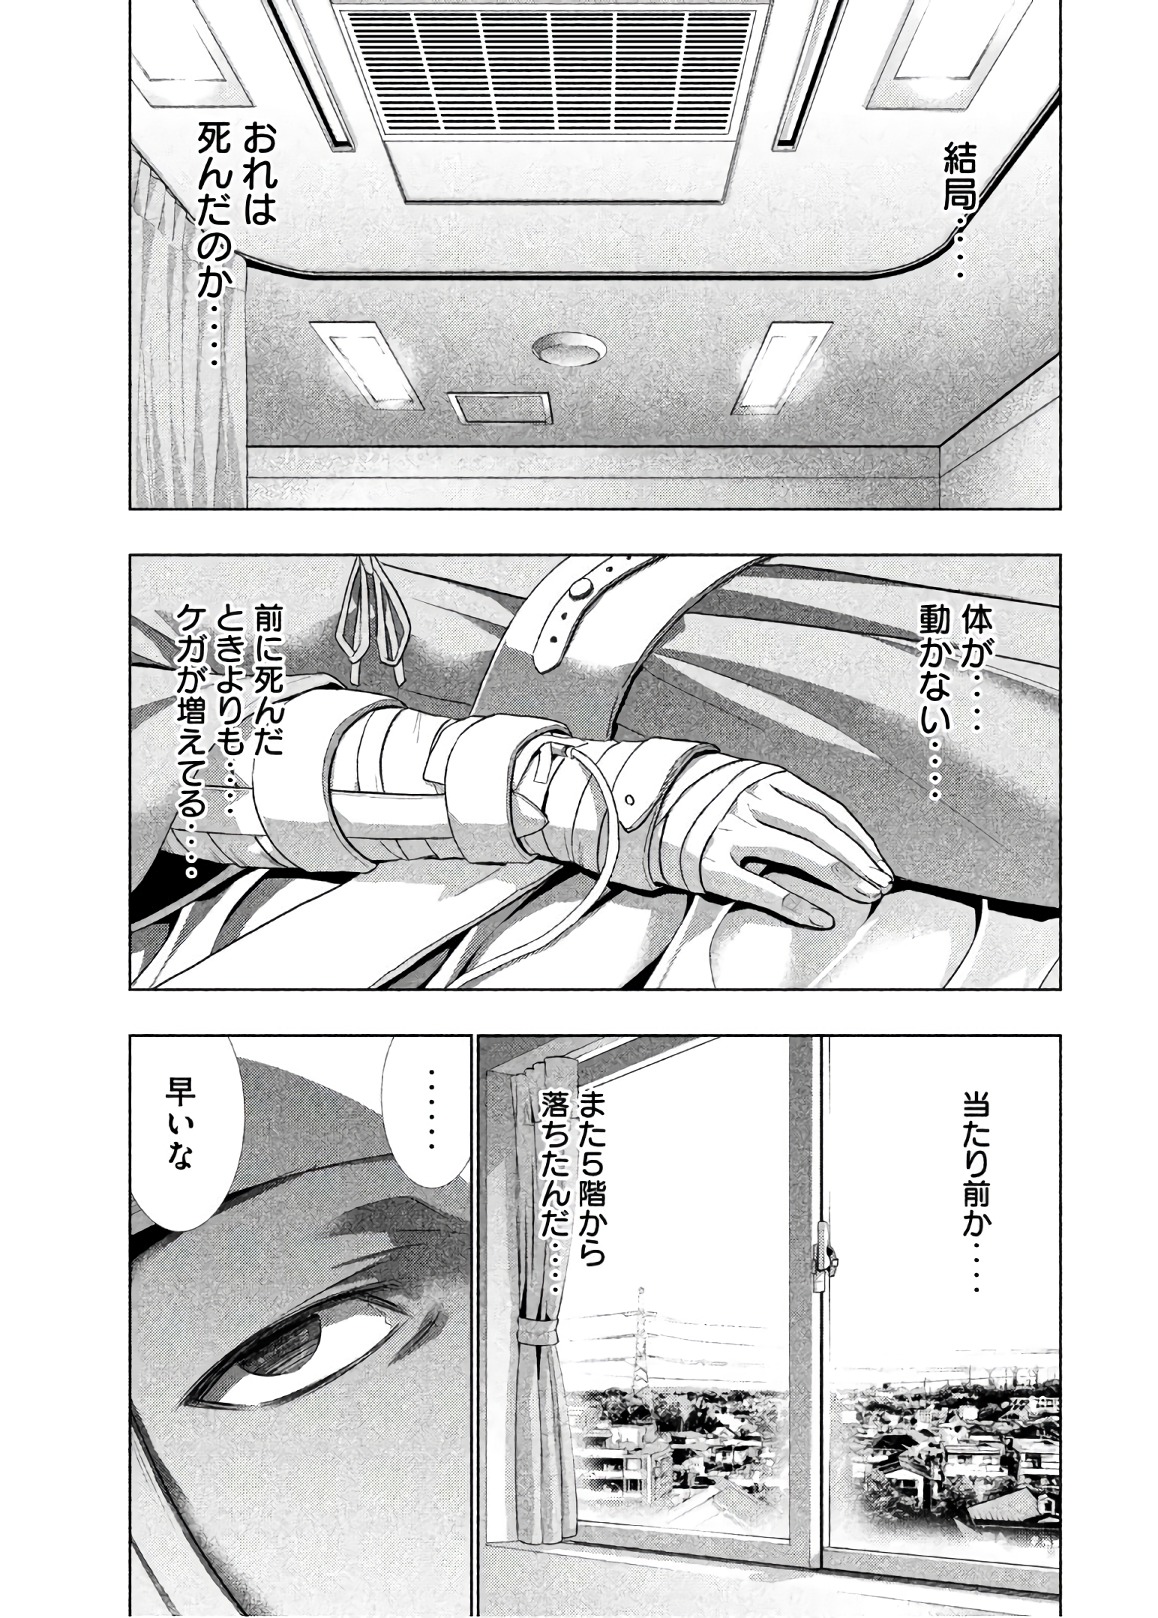 結局‥‥
おれは
死んだのか‥‥
体が‥‥
動かない‥‥
前に死んだ
ときよりも‥‥
ケガが増えてる‥‥
当たり前か‥‥
また5階から
落ちたんだ‥‥
‥‥‥
早いな